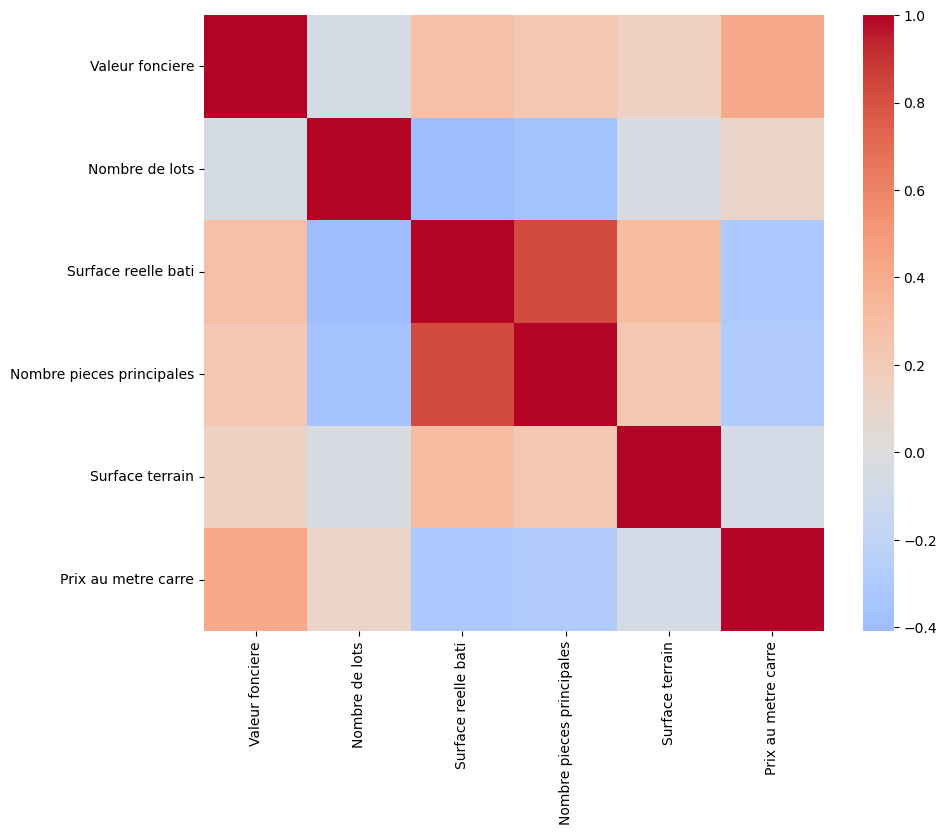 Valeur fonciere
Nombre de lots
Surface reelle bati
Nombre pieces principales
Surface terrain
Prix au metre carre
Valeur fonciere
Nombre de lots
Surface reelle bati
Nombre pieces principales
Surface terrain
Prix au metre carre
1.0
0.8
0.6
0.4
0.2
0.0
−0.2
−0.4